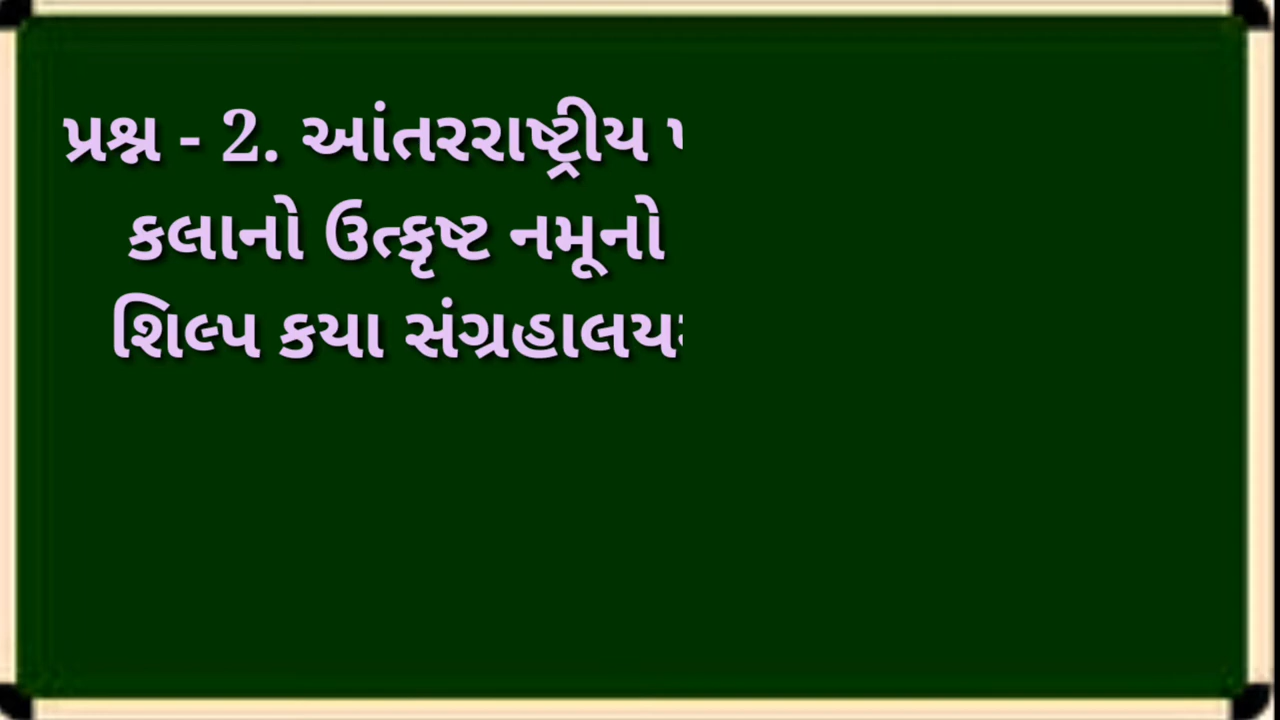 પ્રશ્ન - 2. આંતરરાષ્ટ્રીય
કલાનો ઉત્કૃષ્ટ નમૂનો
શિલ્પ કયા સંગ્રહાલય